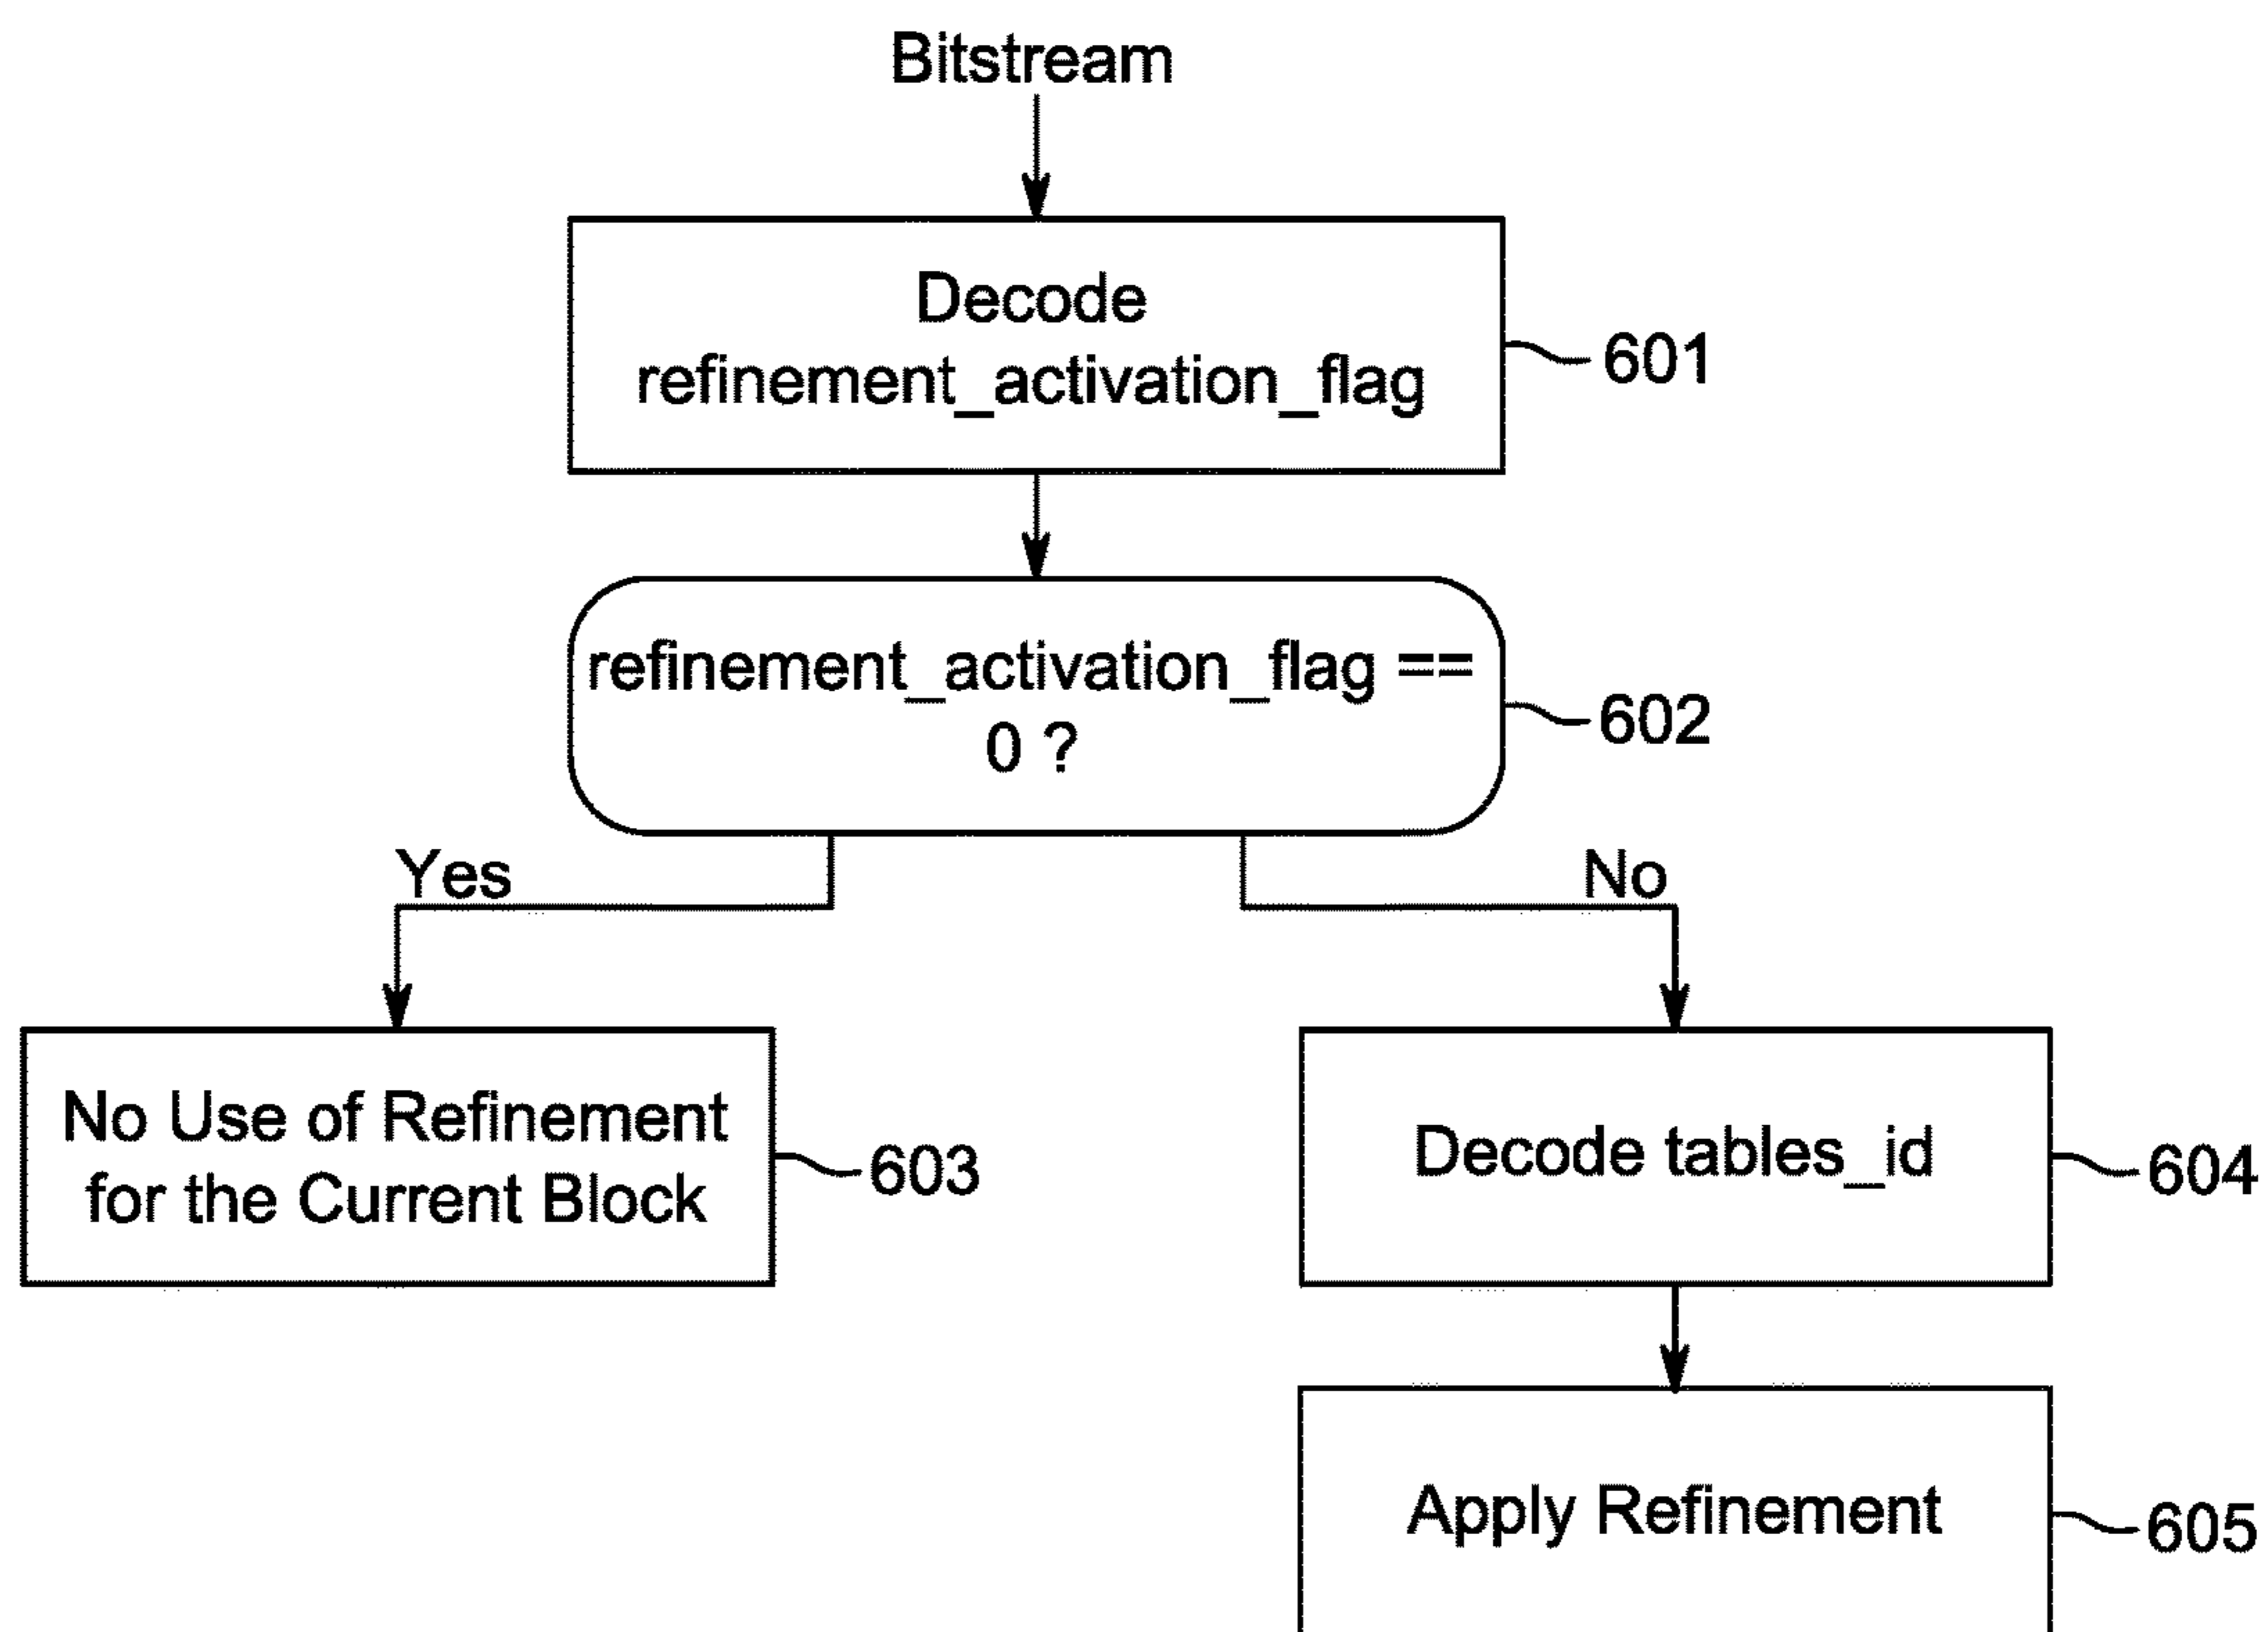 Bitstream
Decode
refinement_activation_flag
601
refinement_activation_flag ==
0 ?
602
Yes
No
No Use of Refinement
for the Current Block
603
Decode tables_id
604
Apply Refinement
605